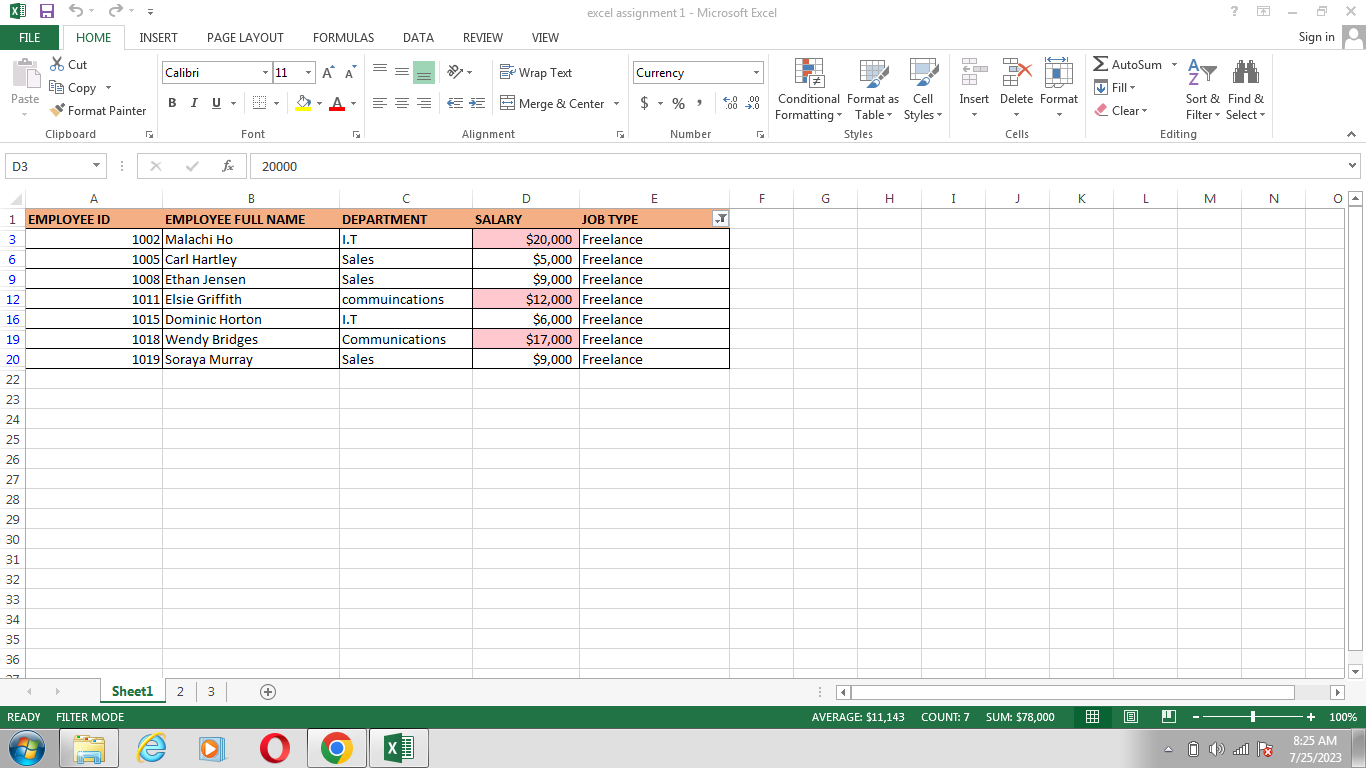 excel assignment 1 - Microsoft Excel
FILE HOME INSERT PAGE LAYOUT FORMULAS DATA REVIEW VIEW Sign in
Paste Cut Copy Format Painter
Calibri 11 A A
B I U A
Wrap Text
Merge & Center
Currency
$ % , .00 .00
Conditional Formatting Format as Table Cell Styles
Insert Delete Format
AutoSum Fill Clear
Sort & Filter Find & Select
Clipboard Font Alignment Number Styles Cells Editing
D3 fx 20000
A B C D E F G H I J K L M N O
1 EMPLOYEE ID EMPLOYEE FULL NAME DEPARTMENT SALARY JOB TYPE
3 1002 Malachi Ho I.T $20,000 Freelance
6 1005 Carl Hartley Sales $5,000 Freelance
9 1008 Ethan Jensen Sales $9,000 Freelance
12 1011 Elsie Griffith commuincations $12,000 Freelance
16 1015 Dominic Horton I.T $6,000 Freelance
19 1018 Wendy Bridges Communications $17,000 Freelance
20 1019 Soraya Murray Sales $9,000 Freelance
22
23
24
25
26
27
28
29
30
31
32
33
34
35
36
37
Sheet1 2 3
READY FILTER MODE AVERAGE: $11,143 COUNT: 7 SUM: $78,000 100%
8:25 AM
7/25/2023